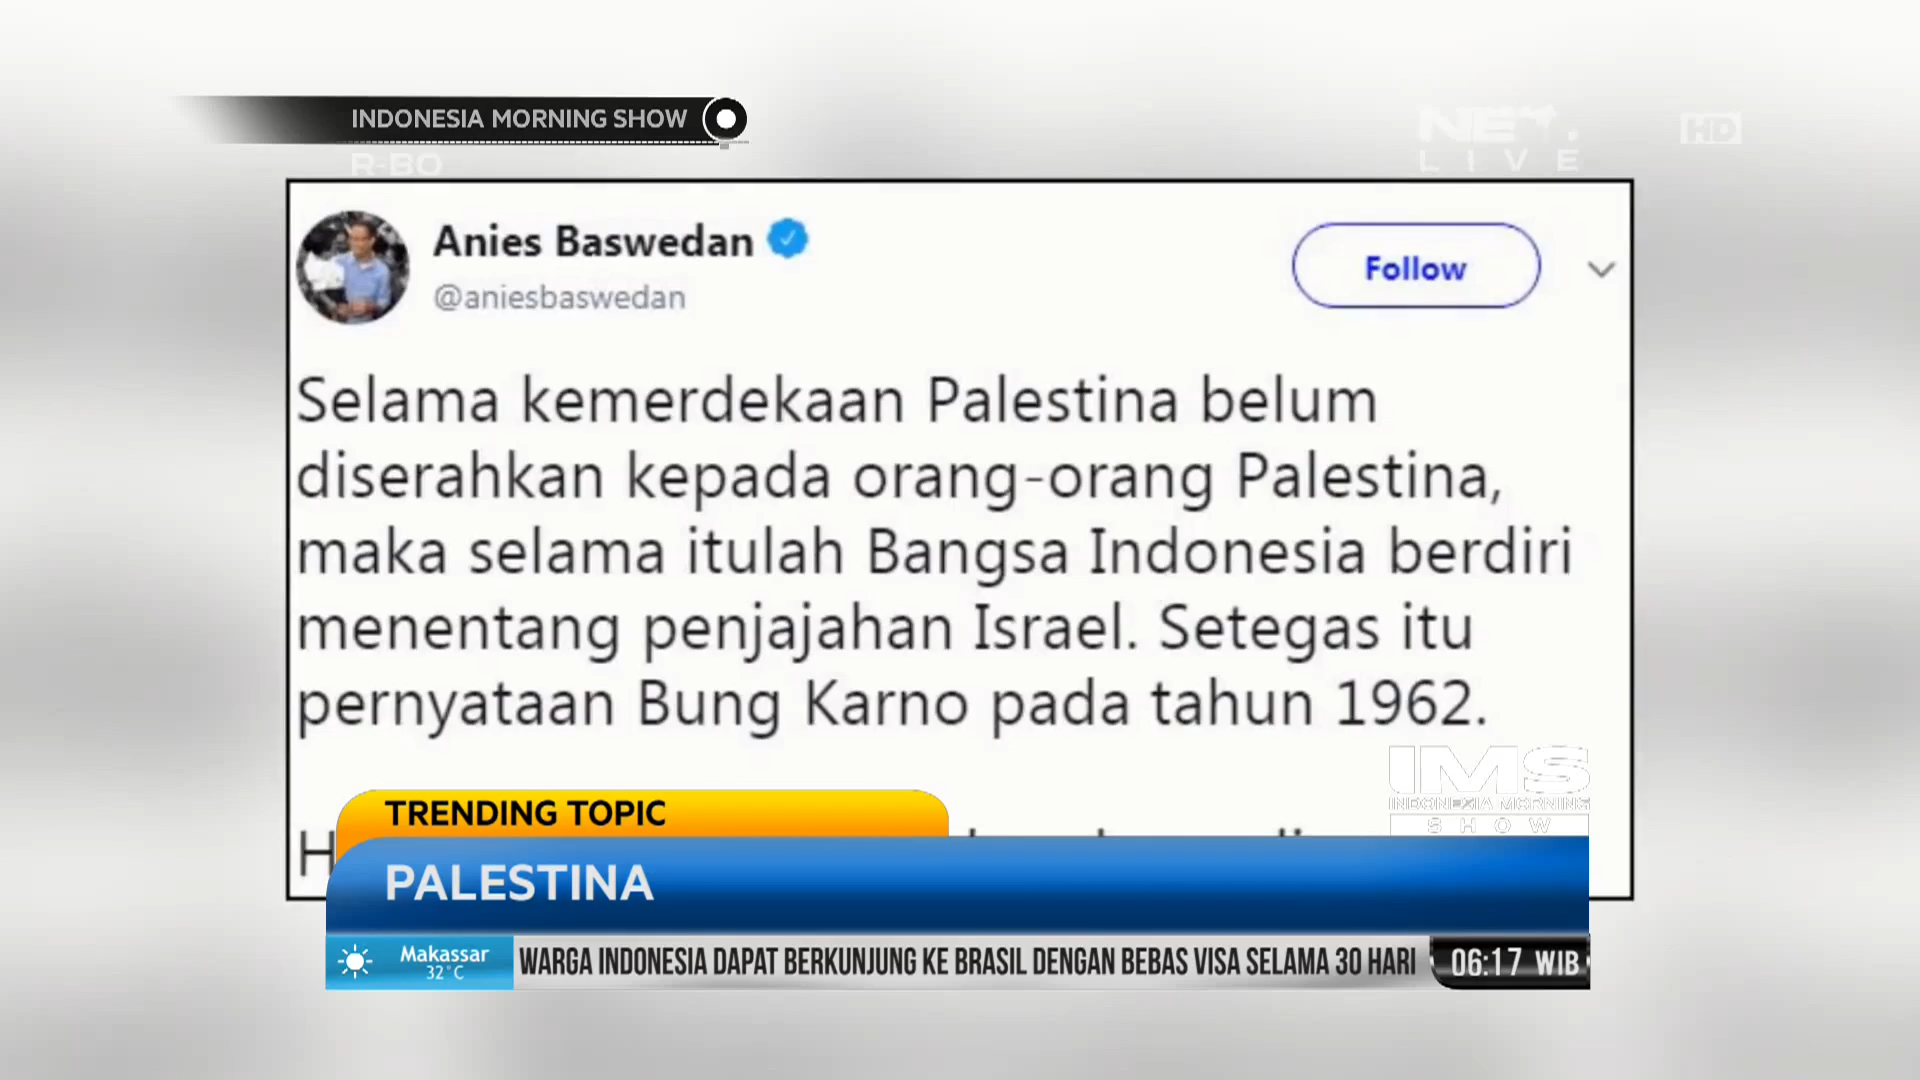 INDONESIA MORNING SHOW
R-BO
NET.
LIVE
HD
Anies Baswedan
@aniesbaswedan
Follow
Selama kemerdekaan Palestina belum
diserahkan kepada orang-orang Palestina,
maka selama itulah Bangsa Indonesia berdiri
menentang penjajahan Israel. Setegas itu
pernyataan Bung Karno pada tahun 1962.
IMS
INDONESIA MORNING
SHOW
TRENDING TOPIC
PALESTINA
Makassar
32°C
WARGA INDONESIA DAPAT BERKUNJUNG KE BRASIL DENGAN BEBAS VISA SELAMA 30 HARI
06:17 WIB